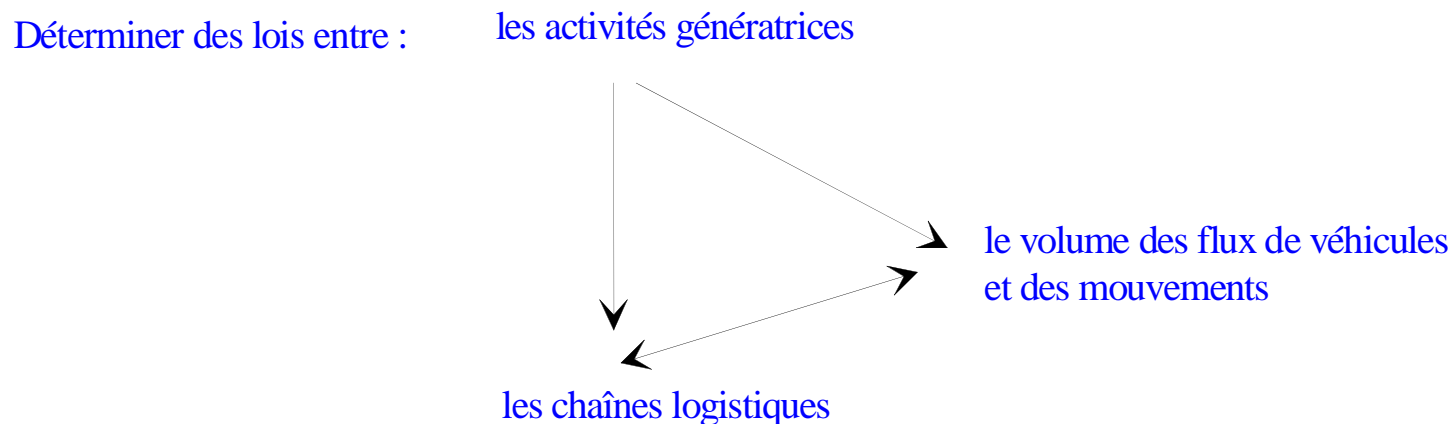 Déterminer des lois entre :
les activités génératrices
le volume des flux de véhicules
et des mouvements
les chaînes logistiques